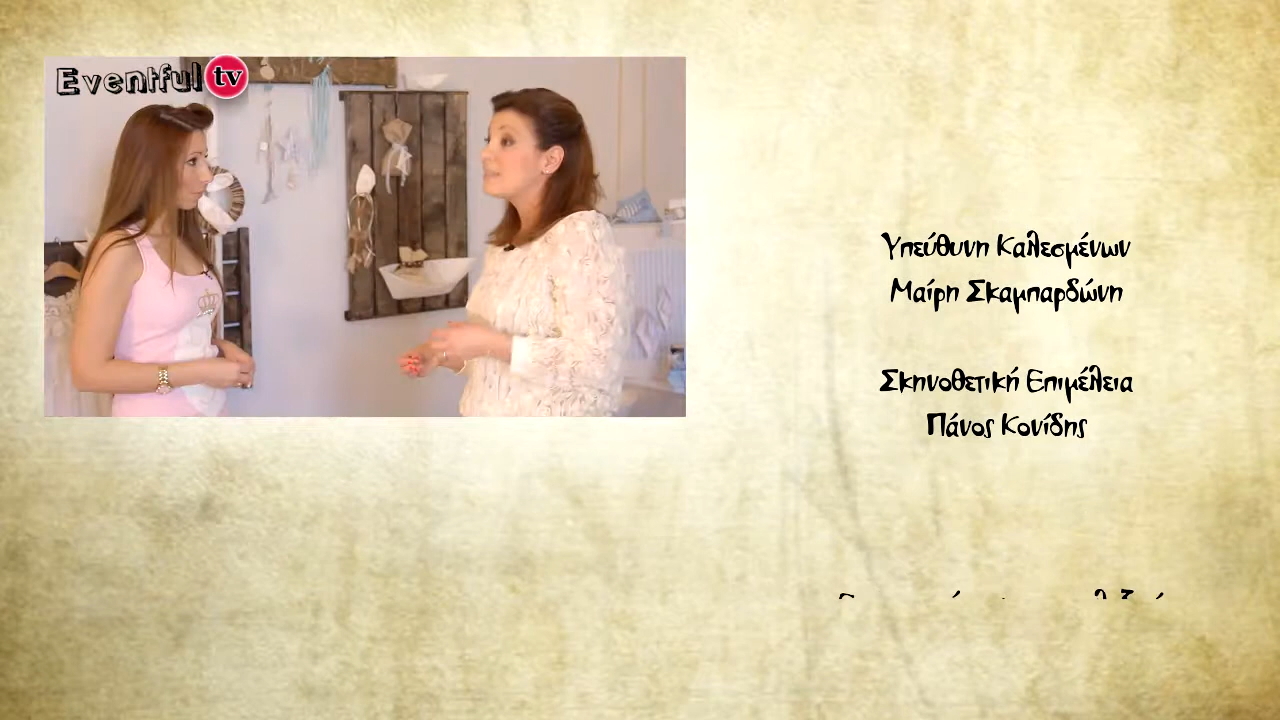 Eventful tv
Υπεύθυνη Καλεσμένων
Μαίρη Σκαμπαρδώνη
Σκηνοθετική Επιμέλεια
Πάνος Κονίδης